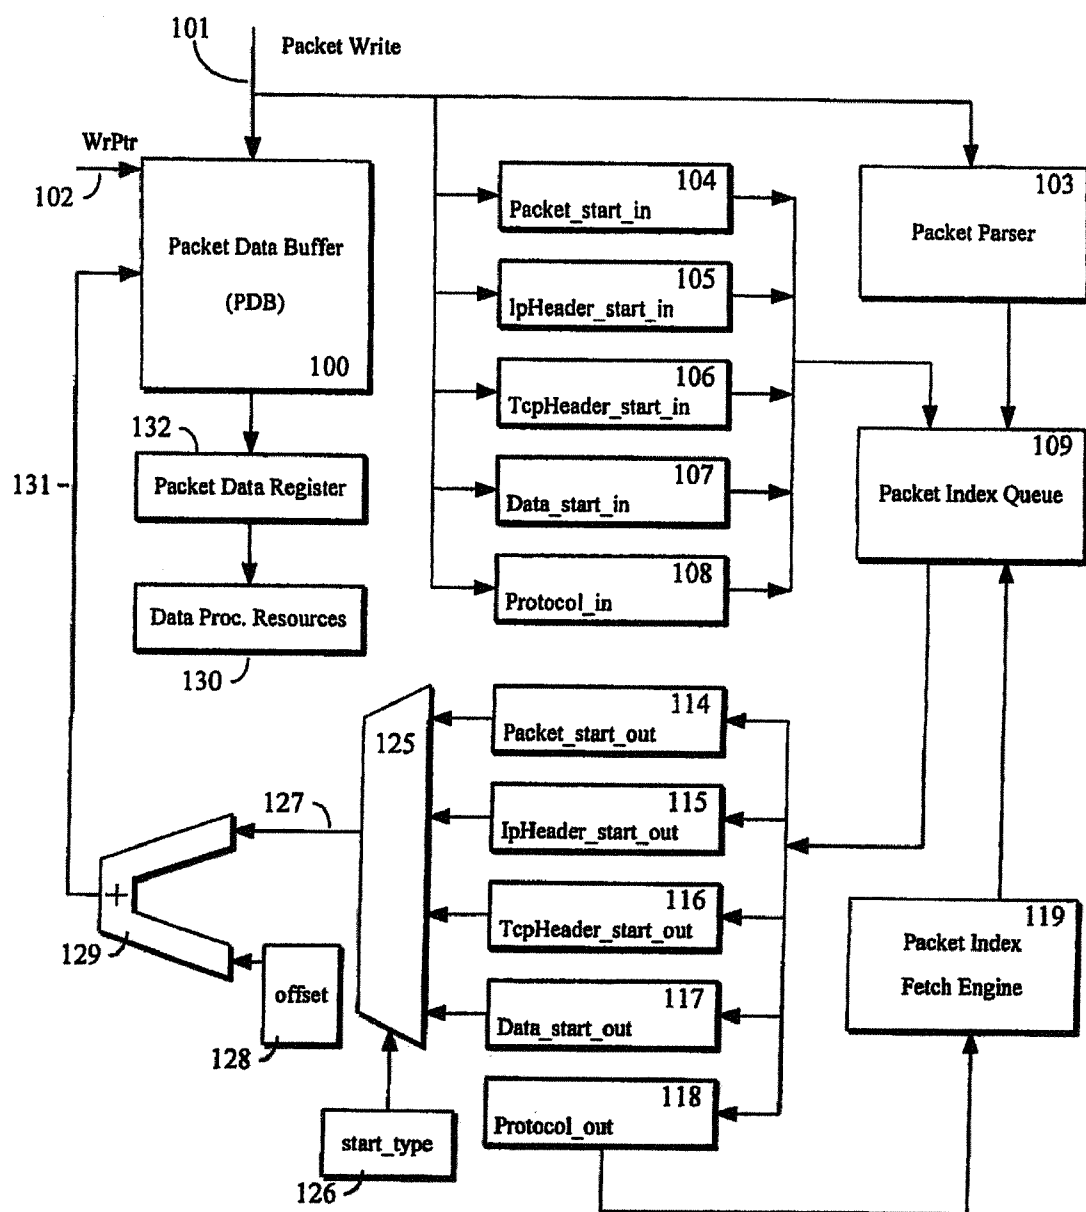 101
Packet Write
WrPtr
102
Packet Data Buffer
(PDB)
100
104
Packet_start_in
103
Packet Parser
105
IpHeader_start_in
106
TcpHeader_start_in
132
Packet Data Register
131
107
Data_start_in
109
Packet Index Queue
108
Protocol_in
Data Proc. Resources
130
114
Packet_start_out
125
127
115
IpHeader_start_out
+
129
116
TcpHeader_start_out
119
Packet Index
Fetch Engine
offset
128
117
Data_start_out
118
Protocol_out
start_type
126